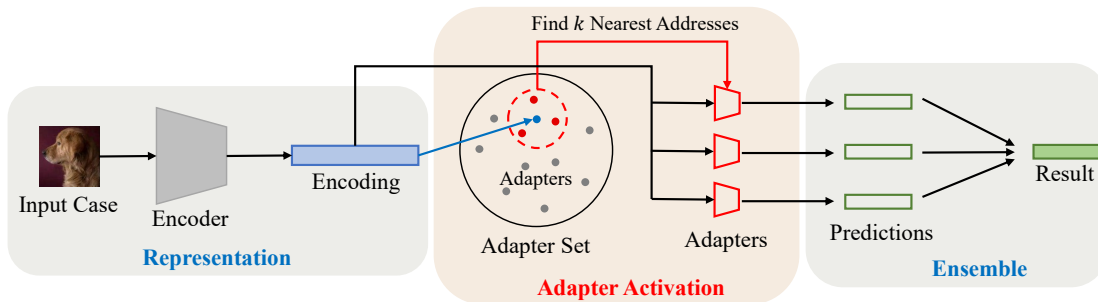 Find k Nearest Addresses
Input Case
Encoder
Encoding
Representation
Adapters
Adapter Set
Adapters
Adapter Activation
Predictions
Result
Ensemble